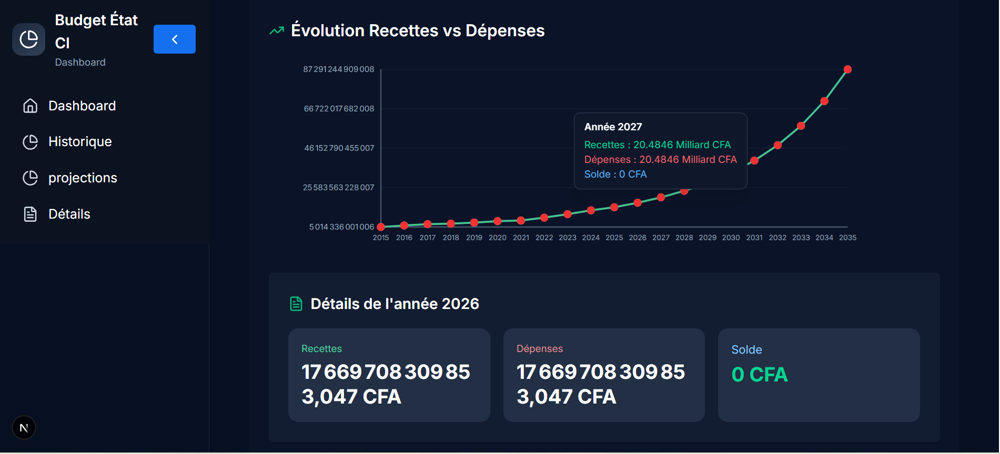 Budget État
CI
Dashboard
Dashboard
Historique
projections
Détails
Évolution Recettes vs Dépenses
87 291 244 909 008
66 722 017 682 008
46 152 790 455 007
25 583 563 228 007
5 014 336 001 006
Année 2027
Recettes : 20.4846 Milliard CFA
Dépenses : 20.4846 Milliard CFA
Solde : 0 CFA
2015 2016 2017 2018 2019 2020 2021 2022 2023 2024 2025 2026 2027 2028 2029 2030 2031 2032 2033 2034 2035
Détails de l'année 2026
Recettes
17 669 708 309 85
3,047 CFA
Dépenses
17 669 708 309 85
3,047 CFA
Solde
0 CFA
N